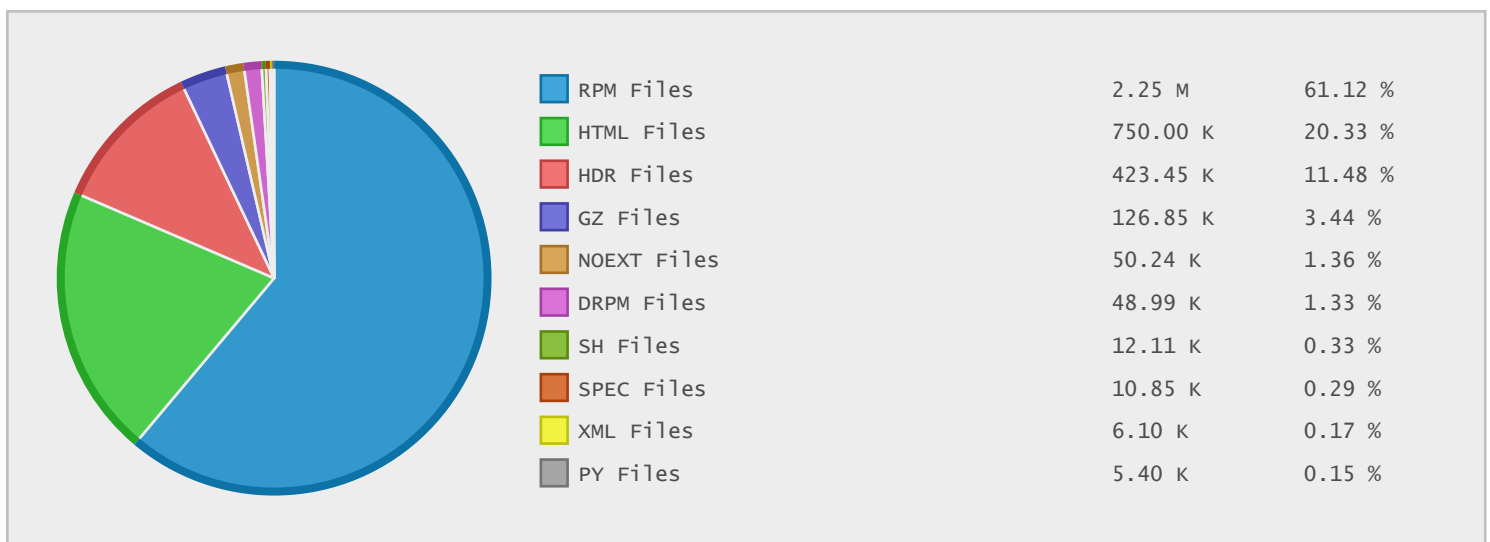 RPM Files 2.25 M 61.12 %
HTML Files 750.00 K 20.33 %
HDR Files 423.45 K 11.48 %
GZ Files 126.85 K 3.44 %
NOEXT Files 50.24 K 1.36 %
DRPM Files 48.99 K 1.33 %
SH Files 12.11 K 0.33 %
SPEC Files 10.85 K 0.29 %
XML Files 6.10 K 0.17 %
PY Files 5.40 K 0.15 %